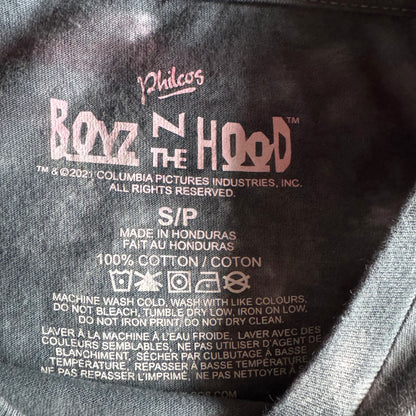 Philcos
BOYZ N THE HOOD™
™ & ©2021 COLUMBIA PICTURES INDUSTRIES, INC.
ALL RIGHTS RESERVED.
S/P
MADE IN HONDURAS
FAIT AU HONDURAS
100% COTTON / COTON
MACHINE WASH COLD, WASH WITH LIKE COLOURS,
DO NOT BLEACH, TUMBLE DRY LOW, IRON ON LOW,
DO NOT IRON PRINT, DO NOT DRY CLEAN.
LAVER À LA MACHINE À L'EAU FROIDE. LAVER AVEC DES
COULEURS SEMBLABLES. NE PAS UTILISER D'AGENT DE
BLANCHIMENT, SÉCHER PAR CULBUTAGE À BASSE
TEMPÉRATURE, REPASSER À BASSE TEMPÉRATURE,
NE PAS REPASSER L'IMPRIMÉ. NE PAS NETTOYER À